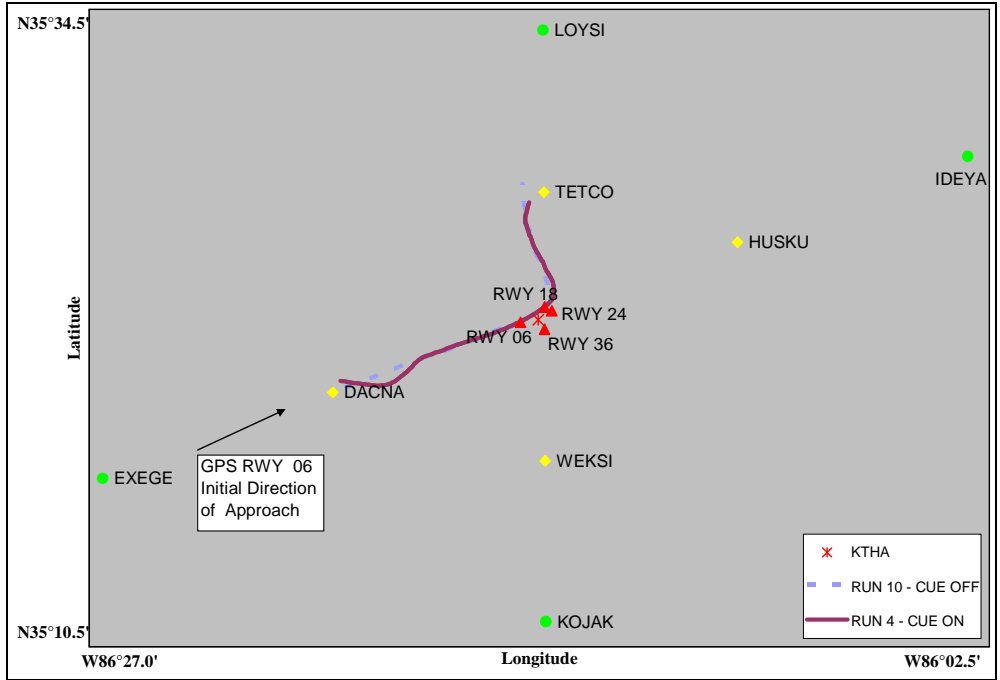 N35°34.5'
LOYSI
IDEYA
TETCO
HUSKU
RWY 18
RWY 24
RWY 06
RWY 36
Latitude
DACNA
GPS RWY 06
Initial Direction
of Approach
EXEGE
WEKSI
KTHA
RUN 10 - CUE OFF
RUN 4 - CUE ON
KOJAK
N35°10.5'
W86°27.0'
Longitude
W86°02.5'